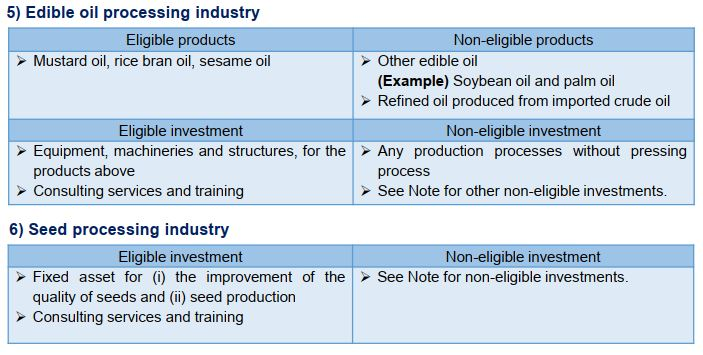 5) Edible oil processing industry
Eligible products
Non-eligible products
➢ Mustard oil, rice bran oil, sesame oil
➢ Other edible oil
(Example) Soybean oil and palm oil
➢ Refined oil produced from imported crude oil
Eligible investment
Non-eligible investment
➢ Equipment, machineries and structures, for the
products above
➢ Consulting services and training
➢ Any production processes without pressing
process
➢ See Note for other non-eligible investments.
6) Seed processing industry
Eligible investment
Non-eligible investment
➢ Fixed asset for (i) the improvement of the
quality of seeds and (ii) seed production
➢ Consulting services and training
➢ See Note for non-eligible investments.